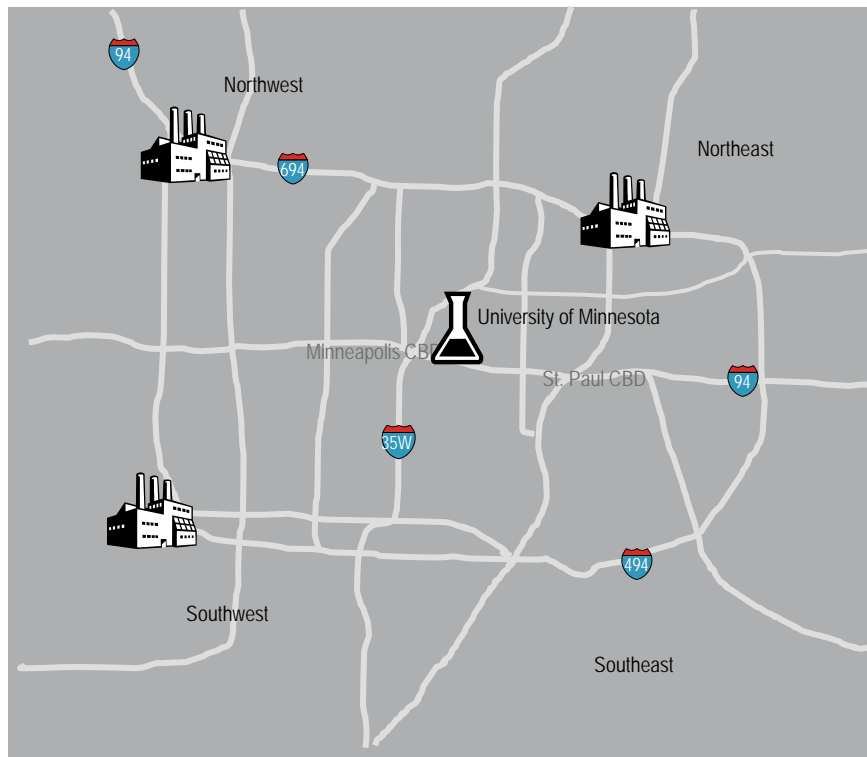 94
Northwest
694
Northeast
University of Minnesota
Minneapolis CBD
St. Paul CBD
94
35W
494
Southwest
Southeast